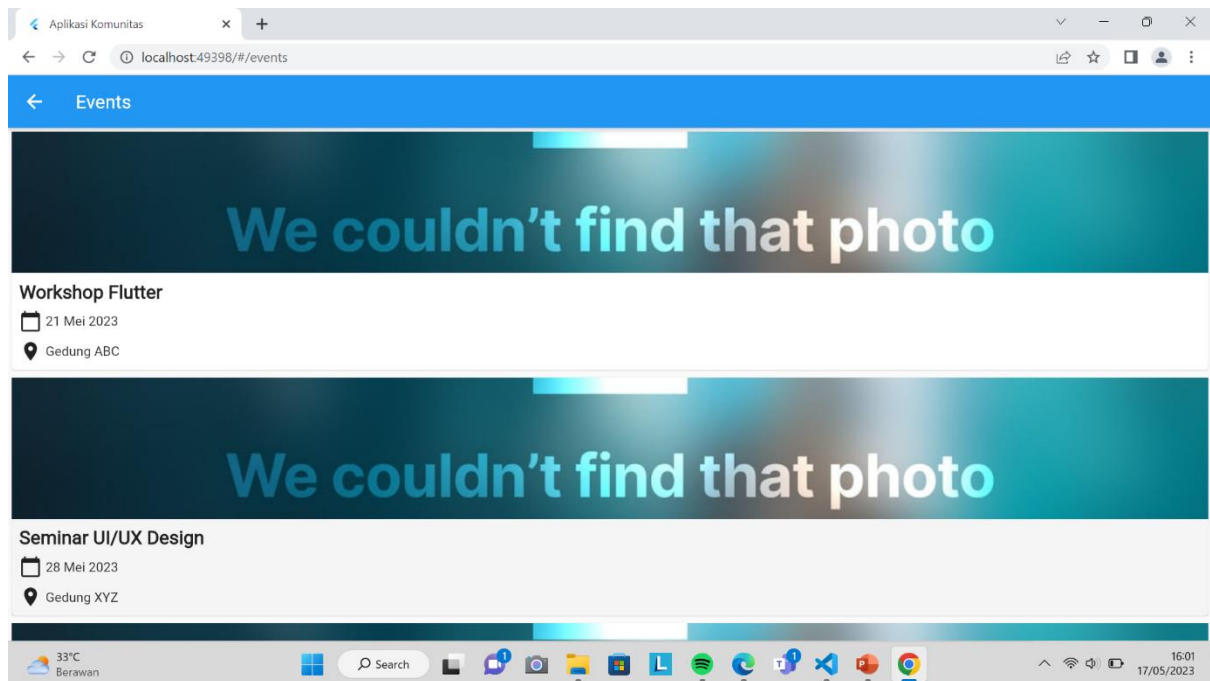 Aplikasi Komunitas
localhost:49398/#/events
Events
We couldn't find that photo
Workshop Flutter
21 Mei 2023
Gedung ABC
We couldn't find that photo
Seminar UI/UX Design
28 Mei 2023
Gedung XYZ
33°C
Berawan
Search
L
1
1
16:01
17/05/2023